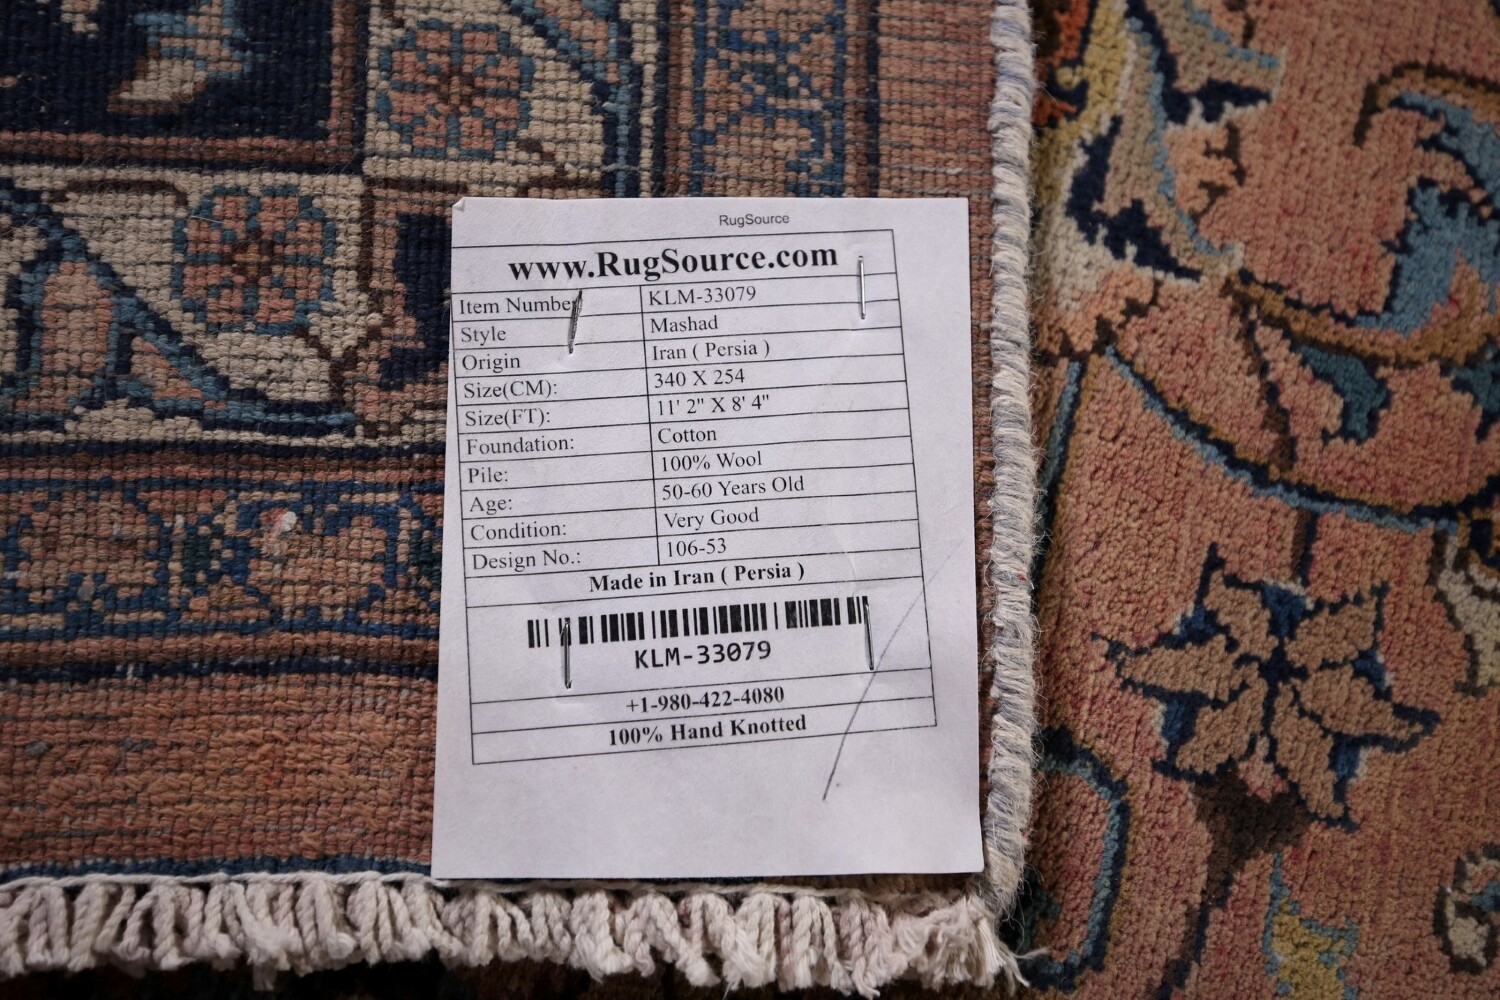 RugSource
www.RugSource.com
Item Number KLM-33079
Style Mashad
Origin Iran ( Persia )
Size(CM): 340 X 254
Size(FT): 11' 2" X 8' 4"
Foundation: Cotton
Pile: 100% Wool
Age: 50-60 Years Old
Condition: Very Good
Design No.: 106-53
Made in Iran ( Persia )
KLM-33079
+1-980-422-4080
100% Hand Knotted